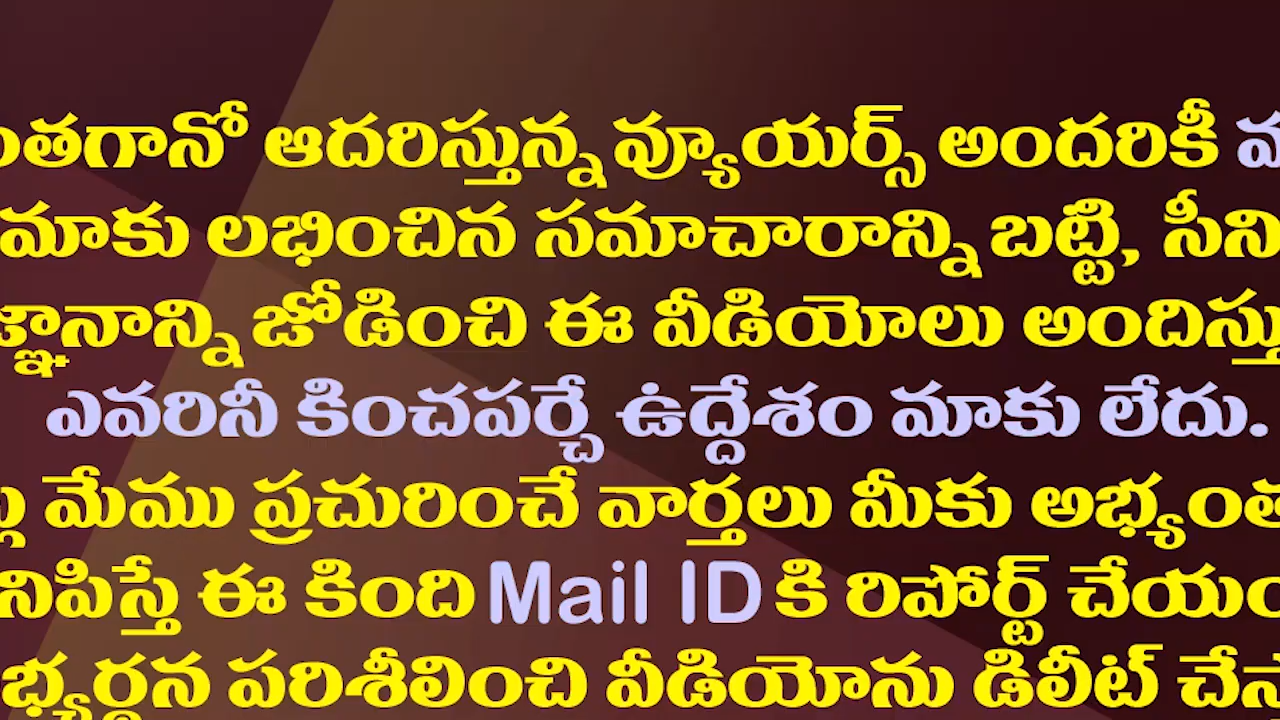 ంతగానో ఆదరిస్తున్న వ్యూయర్స్ అందరికీ
మాకు లభించిన సమాచారాన్ని బట్టి, సీని
జ్ఞానాన్ని జోడించి ఈ వీడియోలు అందిస్తు
ఎవరినీ కించపర్చే ఉద్దేశం మాకు లేదు.
మేము ప్రచురించే వార్తలు మీకు అభ్యంత
నిపిస్తే ఈ కింది Mail ID కి రిపోర్ట్ చేయం
భ్యర్థన పరిశీలించి వీడియోను డిలీట్ చేస